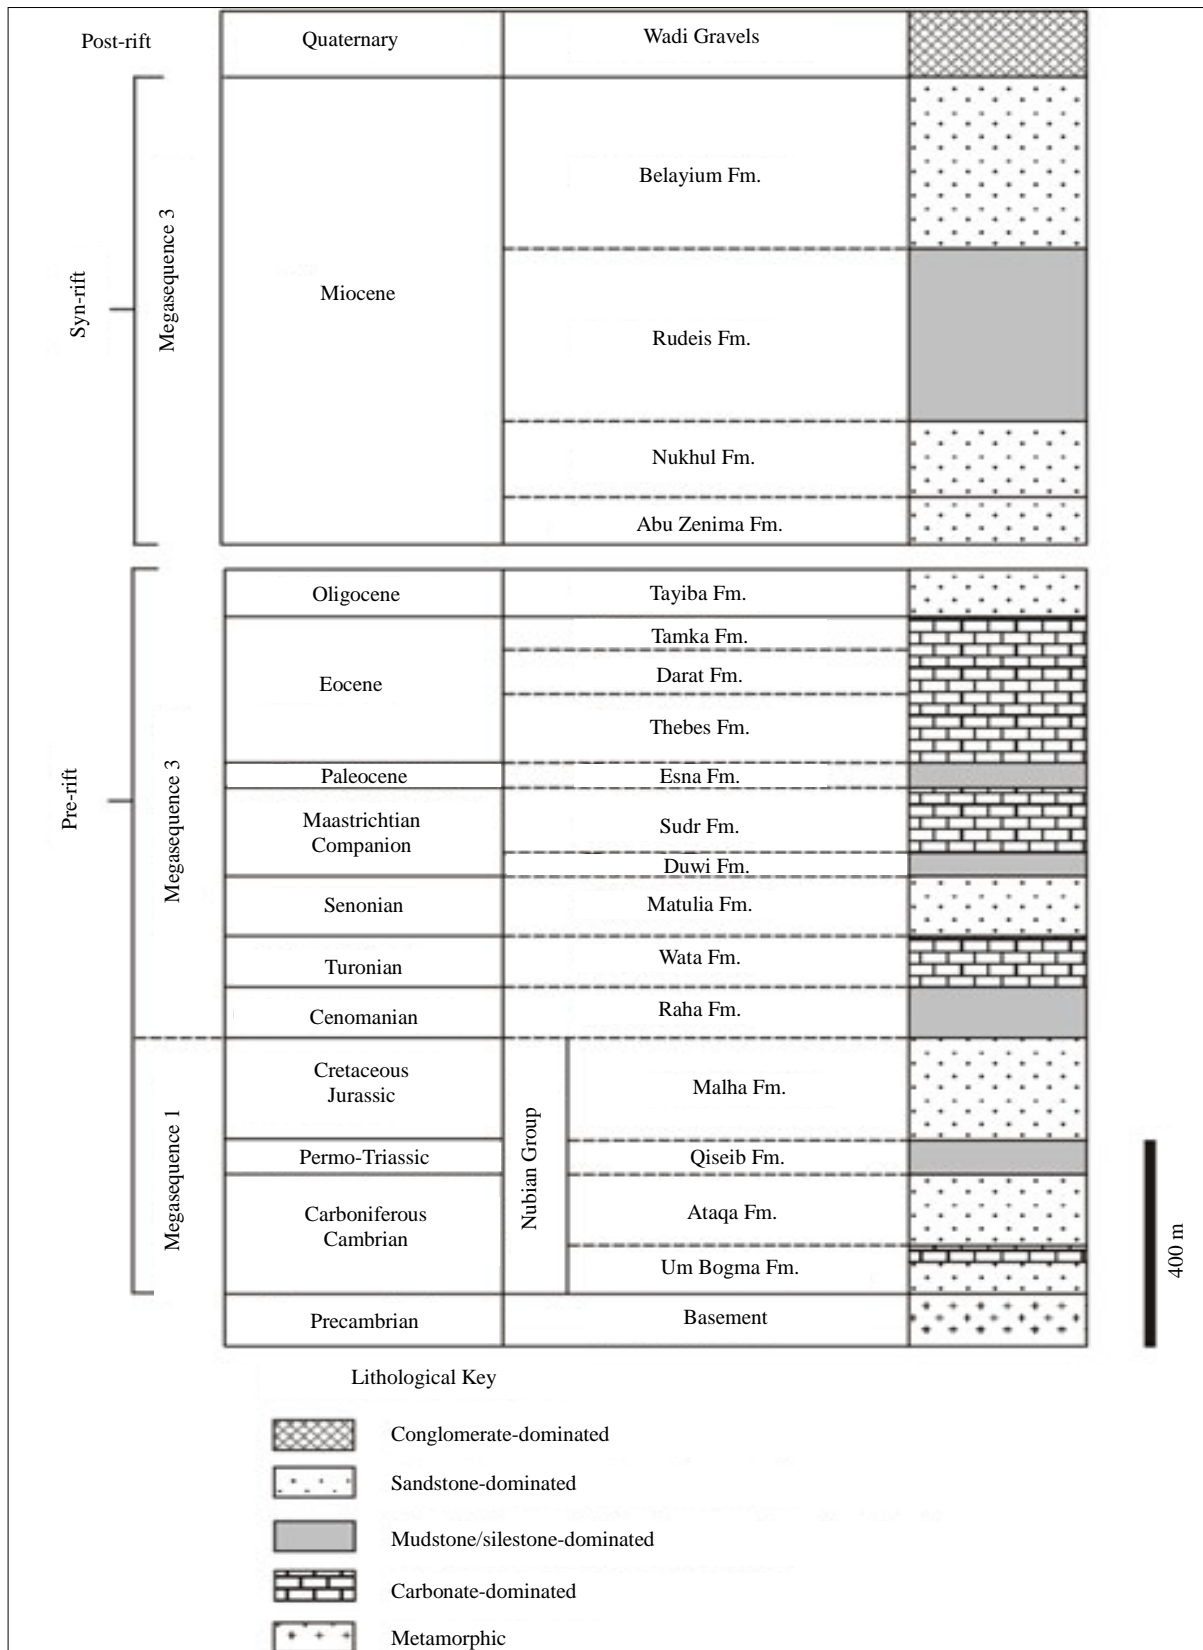 Post-rift
Quaternary
Wadi Gravels
Syn-rift
Megasequence 3
Miocene
Belayium Fm.
Rudeis Fm.
Nukhul Fm.
Abu Zenima Fm.
Pre-rift
Megasequence 3
Oligocene
Tayiba Fm.
Eocene
Tamka Fm.
Darat Fm.
Thebes Fm.
Paleocene
Esna Fm.
Maastrichtian
Companion
Sudr Fm.
Duwi Fm.
Senonian
Matulia Fm.
Turonian
Wata Fm.
Cenomanian
Raha Fm.
Megasequence 1
Cretaceous
Jurassic
Nubian Group
Malha Fm.
Permo-Triassic
Qiseib Fm.
Carboniferous
Cambrian
Ataqa Fm.
Um Bogma Fm.
Precambrian
Basement
400 m
Lithological Key
Conglomerate-dominated
Sandstone-dominated
Mudstone/silestone-dominated
Carbonate-dominated
Metamorphic